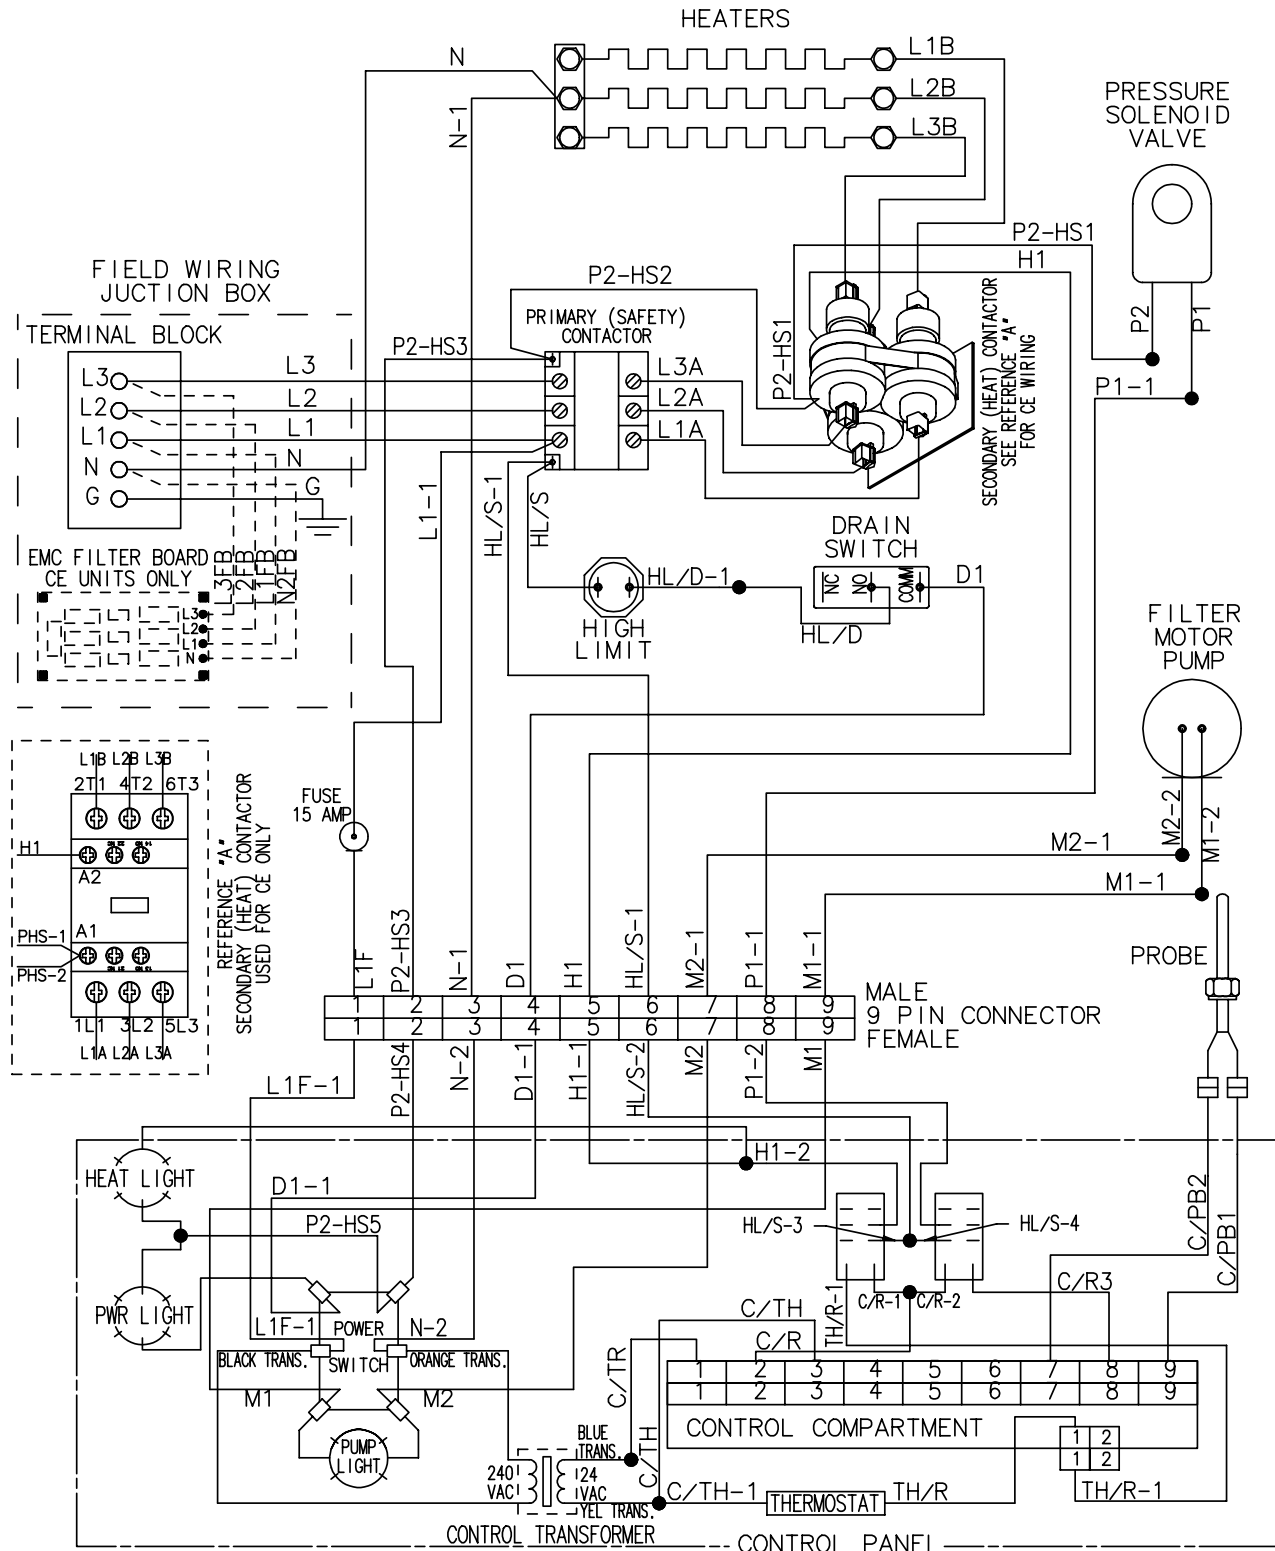 HEATERS
N
L1B
L2B
L3B
N-1
PRESSURE
SOLENOID
VALVE
P2-HS1
H1
FIELD WIRING
JUCTION BOX
P2-HS2
P2
P1
TERMINAL BLOCK
PRIMARY (SAFETY)
CONTACTOR
P2-HS3
P2-HS1
SECONDARY (HEAT) CONTACTOR
SEE REFERENCE "A"
FOR CE WIRING
L3
L3
L3A
P1-1
L2
L2
L2A
L1
L1
L1A
N
N
G
G
L1-1
HL/S-1
HL/S
DRAIN
SWITCH
EMC FILTER BOARD
CE UNITS ONLY
L3FB
L2FB
L1FB
N2FB
HL/D-1
NC
NO
COMM
D1
L3
L2
L1
N
HIGH
LIMIT
HL/D
FILTER
MOTOR
PUMP
L1B
L2B
L3B
2T1
4T2
6T3
FUSE
15 AMP
H1
A2
M2-2
M1-2
M2-1
M1-1
REFERENCE "A"
SECONDARY (HEAT) CONTACTOR
USED FOR CE ONLY
PHS-1
A1
PHS-2
PROBE
1L1
3L2
5L3
L1A
L2A
L3A
L1F
P2-HS3
N-1
D1
H1
HL/S-1
M2-1
P1-1
M1-1
1 2 3 4 5 6 7 8 9
1 2 3 4 5 6 7 8 9
MALE
9 PIN CONNECTOR
FEMALE
L1F-1
P2-HS4
N-2
D1-1
H1-1
HL/S-2
M2
P1-2
M1
HEAT LIGHT
H1-2
D1-1
P2-HS5
HL/S-3
HL/S-4
C/PB2
C/PB1
PWR LIGHT
C/R3
TH/R-1
C/R-1
C/R-2
L1F-1
POWER
SWITCH
N-2
C/TH
C/R
BLACK TRANS.
ORANGE TRANS.
C/TR
M1
M2
1 2 3 4 5 6 7 8 9
1 2 3 4 5 6 7 8 9
CONTROL COMPARTMENT
PUMP
LIGHT
BLUE
TRANS.
C/TH
1 2
1 2
240
VAC
24
VAC
YEL TRANS.
C/TH-1
THERMOSTAT
TH/R
TH/R-1
CONTROL TRANSFORMER
CONTROL PANEL